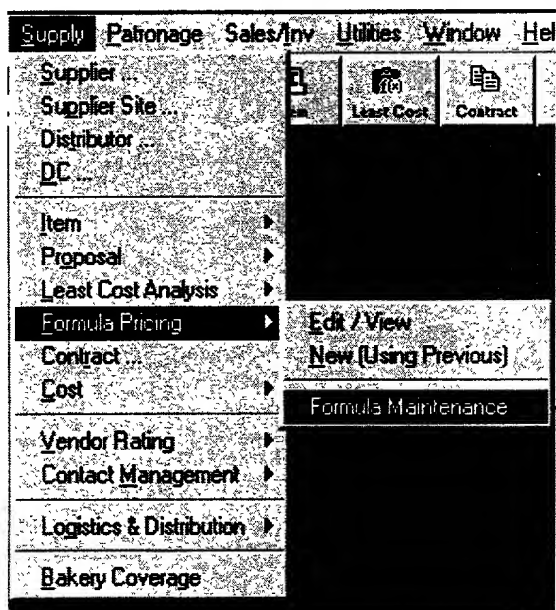 Supply Patronage Sales/Inv Utilities Window Hel
Supplier ...
Supplier Site ...
Distributor ...
DC ...
Least Cost
Contract
Item
Proposal
Least Cost Analysis
Formula Pricing
Edit / View
Contract ...
New (Using Previous)
Cost
Formula Maintenance
Vendor Rating
Contact Management
Logistics & Distribution
Bakery Coverage